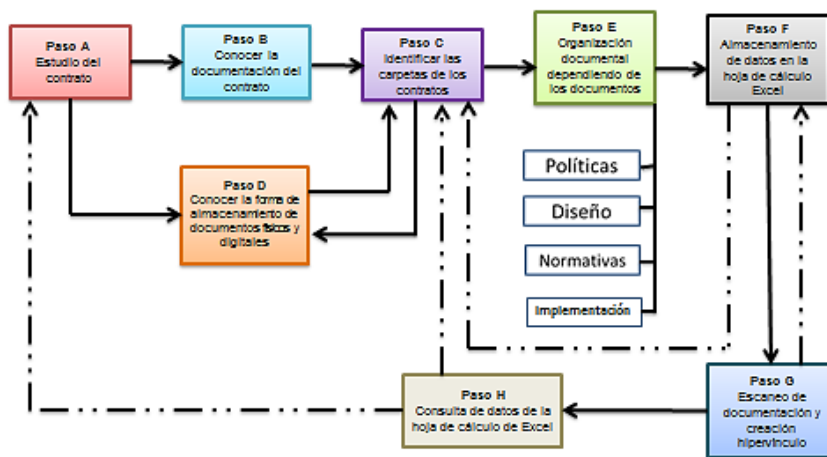 Paso A
Estudio del
contrato
Paso B
Conocer la
documentación del
contrato
Paso C
Identificar las
carpetas de los
contratos
Paso E
Organización
documental
dependiendo de
los documentos
Paso F
Almacenamiento
de datos en la
hoja de cálculo
Excel
Paso D
Conocer la forma de
almacenamiento de
documentos físicos y
digitales
Políticas
Diseño
Normativas
Implementación
Paso H
Consulta de datos de la
hoja de cálculo de Excel
Paso G
Escaneo de
documentación y
creación
hipervínculo